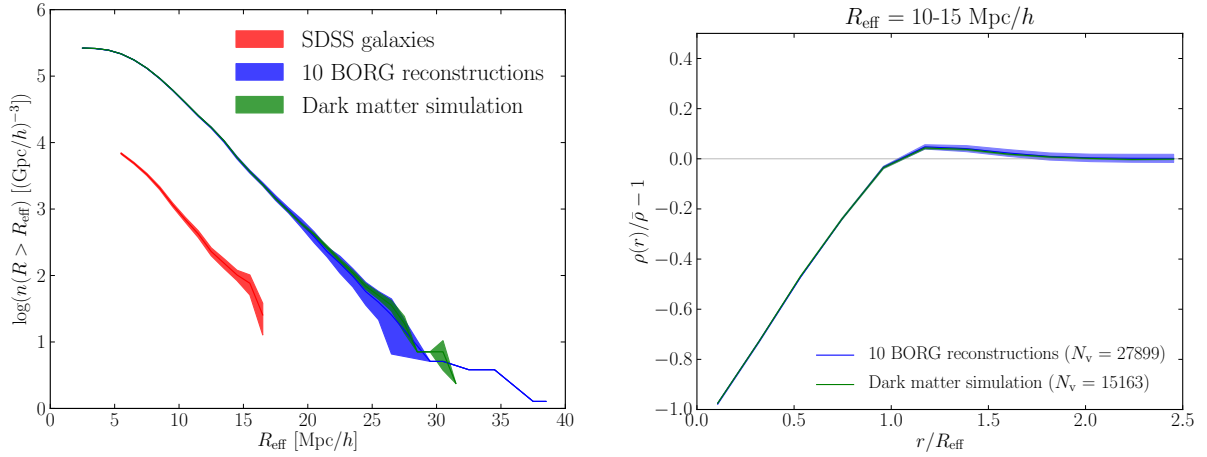 6
5
4
3
2
1
0
log(n(R > R_eff) [(Gpc/h)^−3])
SDSS galaxies
10 BORG reconstructions
Dark matter simulation
0 5 10 15 20 25 30 35 40
R_eff [Mpc/h]
R_eff = 10-15 Mpc/h
0.4
0.2
0.0
−0.2
−0.4
−0.6
−0.8
−1.0
ρ(r)/ρ̄ − 1
10 BORG reconstructions (N_v = 27899)
Dark matter simulation (N_v = 15163)
0.0 0.5 1.0 1.5 2.0 2.5
r/R_eff